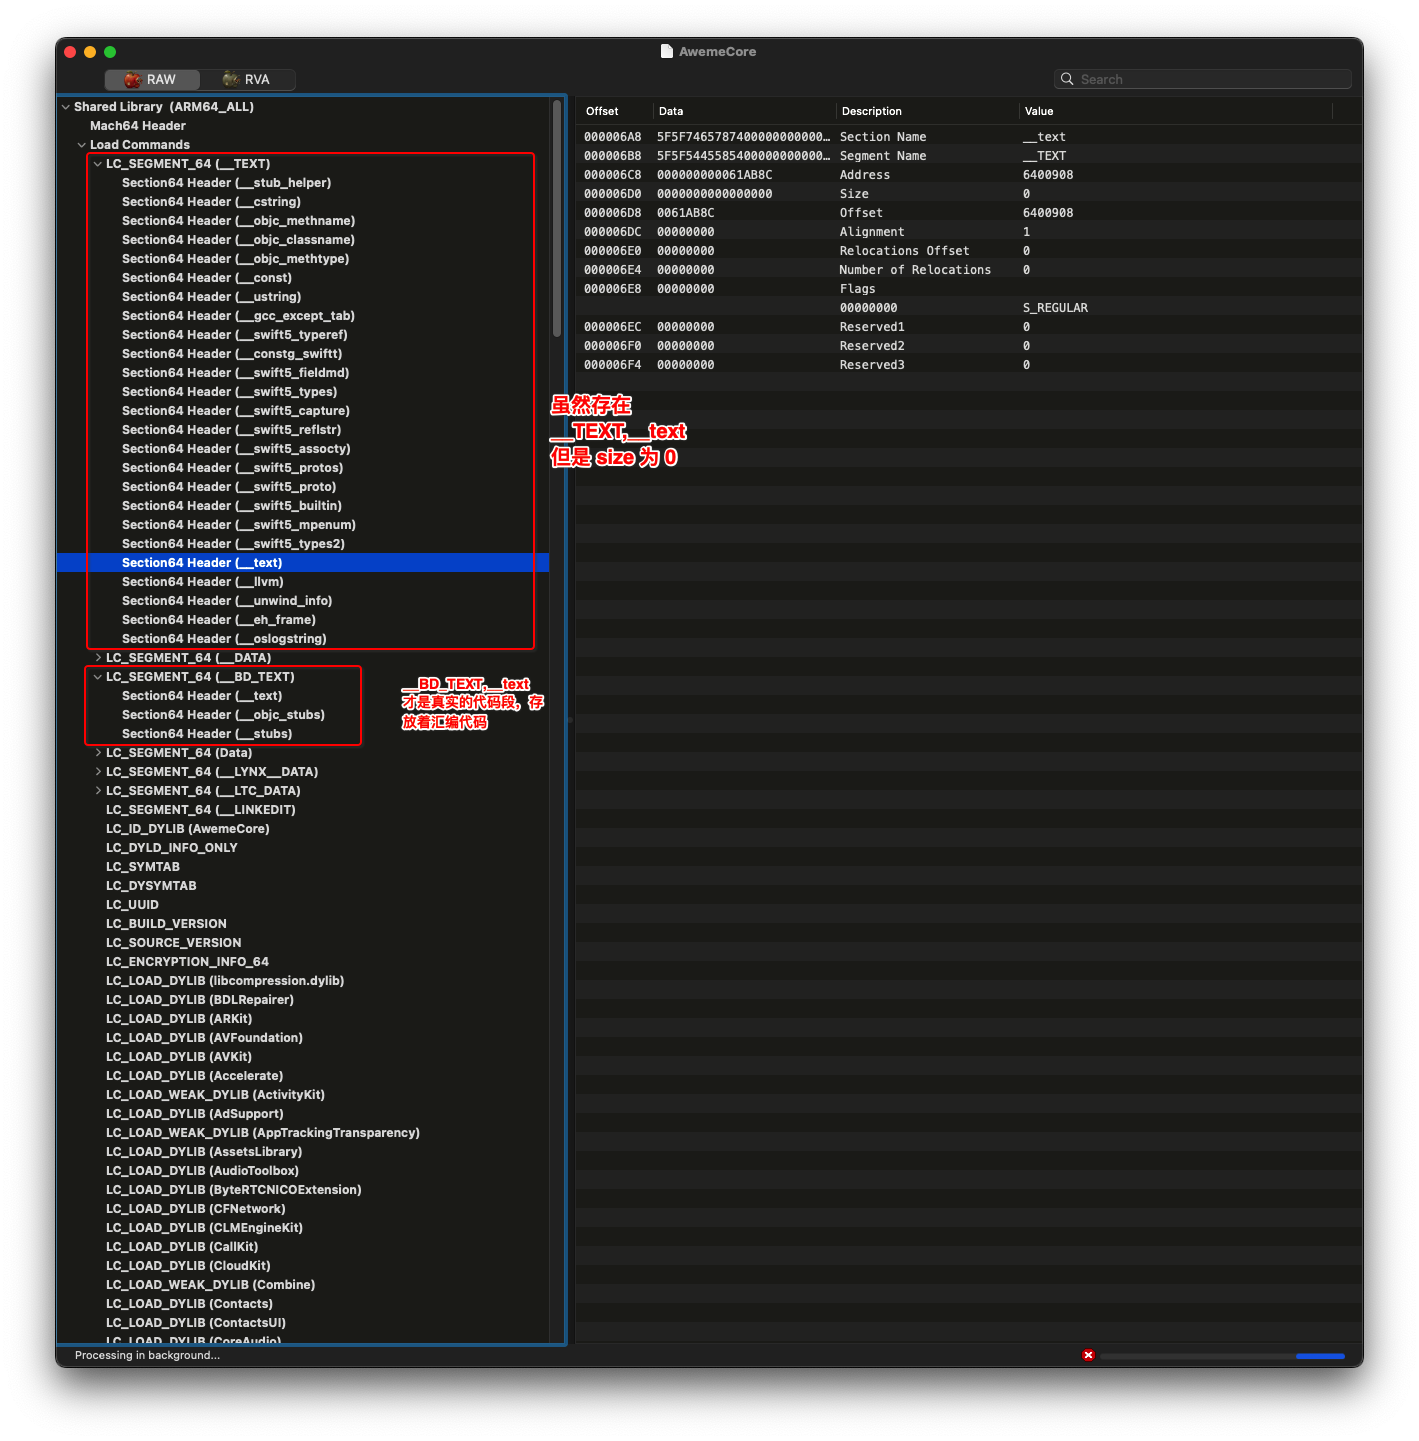 AwemeCore
RAW
RVA
Search
Shared Library (ARM64_ALL)
Mach64 Header
Load Commands
LC_SEGMENT_64 (__TEXT)
Section64 Header (__stub_helper)
Section64 Header (__cstring)
Section64 Header (__objc_methname)
Section64 Header (__objc_classname)
Section64 Header (__objc_methtype)
Section64 Header (__const)
Section64 Header (__ustring)
Section64 Header (__gcc_except_tab)
Section64 Header (__swift5_typeref)
Section64 Header (__constg_swiftt)
Section64 Header (__swift5_fieldmd)
Section64 Header (__swift5_types)
Section64 Header (__swift5_capture)
Section64 Header (__swift5_reflstr)
Section64 Header (__swift5_assocty)
Section64 Header (__swift5_protos)
Section64 Header (__swift5_proto)
Section64 Header (__swift5_builtin)
Section64 Header (__swift5_mpenum)
Section64 Header (__swift5_types2)
Section64 Header (__text)
Section64 Header (__llvm)
Section64 Header (__unwind_info)
Section64 Header (__eh_frame)
Section64 Header (__oslogstring)
LC_SEGMENT_64 (__DATA)
LC_SEGMENT_64 (__BD_TEXT)
Section64 Header (__text)
Section64 Header (__objc_stubs)
Section64 Header (__stubs)
LC_SEGMENT_64 (Data)
LC_SEGMENT_64 (__LYNX__DATA)
LC_SEGMENT_64 (__LTC_DATA)
LC_SEGMENT_64 (__LINKEDIT)
LC_ID_DYLIB (AwemeCore)
LC_DYLD_INFO_ONLY
LC_SYMTAB
LC_DYSYMTAB
LC_UUID
LC_BUILD_VERSION
LC_SOURCE_VERSION
LC_ENCRYPTION_INFO_64
LC_LOAD_DYLIB (libcompression.dylib)
LC_LOAD_DYLIB (BDLRepairer)
LC_LOAD_DYLIB (ARKit)
LC_LOAD_DYLIB (AVFoundation)
LC_LOAD_DYLIB (AVKit)
LC_LOAD_DYLIB (Accelerate)
LC_LOAD_WEAK_DYLIB (ActivityKit)
LC_LOAD_DYLIB (AdSupport)
LC_LOAD_WEAK_DYLIB (AppTrackingTransparency)
LC_LOAD_DYLIB (AssetsLibrary)
LC_LOAD_DYLIB (AudioToolbox)
LC_LOAD_DYLIB (ByteRTCNICOExtension)
LC_LOAD_DYLIB (CFNetwork)
LC_LOAD_DYLIB (CLMEngineKit)
LC_LOAD_DYLIB (CallKit)
LC_LOAD_DYLIB (CloudKit)
LC_LOAD_WEAK_DYLIB (Combine)
LC_LOAD_DYLIB (Contacts)
LC_LOAD_DYLIB (ContactsUI)
LC_LOAD_DYLIB (CoreAudio)
Offset Data Description Value
000006A8 5F5F7465787400000000000... Section Name __text
000006B8 5F5F5445585400000000000... Segment Name __TEXT
000006C8 000000000061AB8C Address 6400908
000006D0 0000000000000000 Size 0
000006D8 0061AB8C Offset 6400908
000006DC 00000000 Alignment 1
000006E0 00000000 Relocations Offset 0
000006E4 00000000 Number of Relocations 0
000006E8 00000000 Flags
00000000 S_REGULAR
000006EC 00000000 Reserved1 0
000006F0 00000000 Reserved2 0
000006F4 00000000 Reserved3 0
虽然存在
__TEXT,__text
但是 size 为 0
__BD_TEXT,__text
才是真实的代码段，存
放着汇编代码
Processing in background...